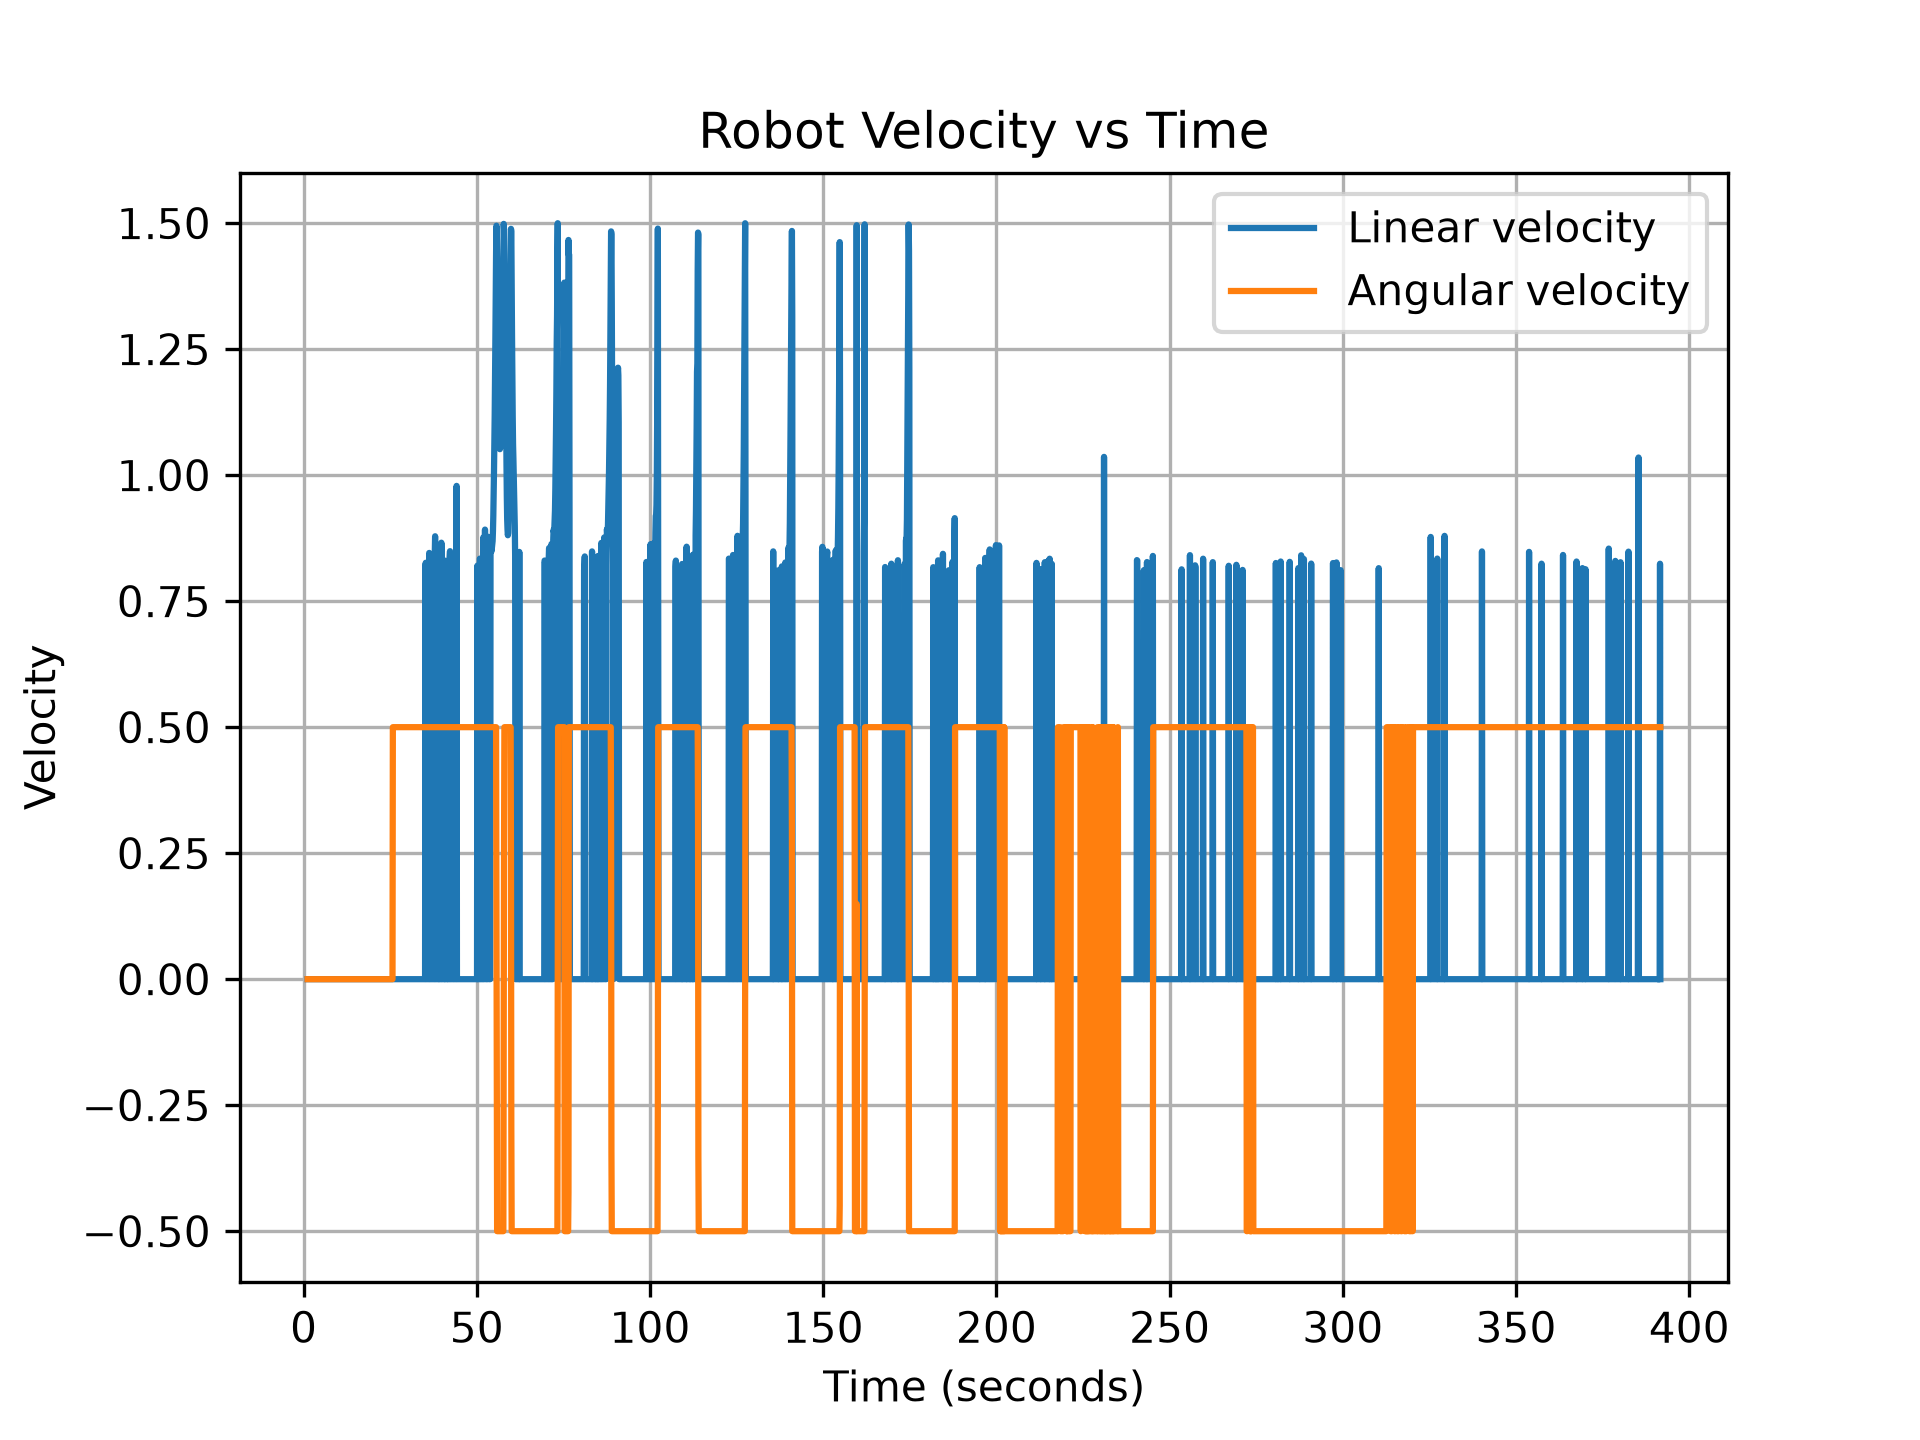 Robot Velocity vs Time
Linear velocity
Angular velocity
1.50
1.25
1.00
0.75
0.50
0.25
0.00
−0.25
−0.50
Velocity
0 50 100 150 200 250 300 350 400
Time (seconds)